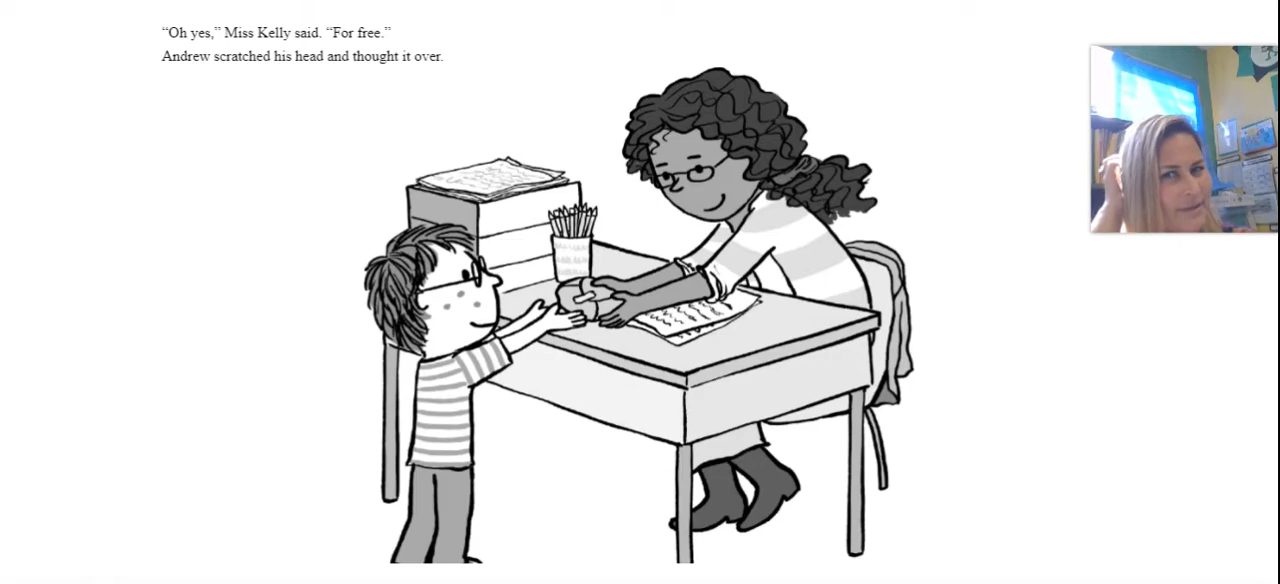 “Oh yes,” Miss Kelly said. “For free.”
Andrew scratched his head and thought it over.